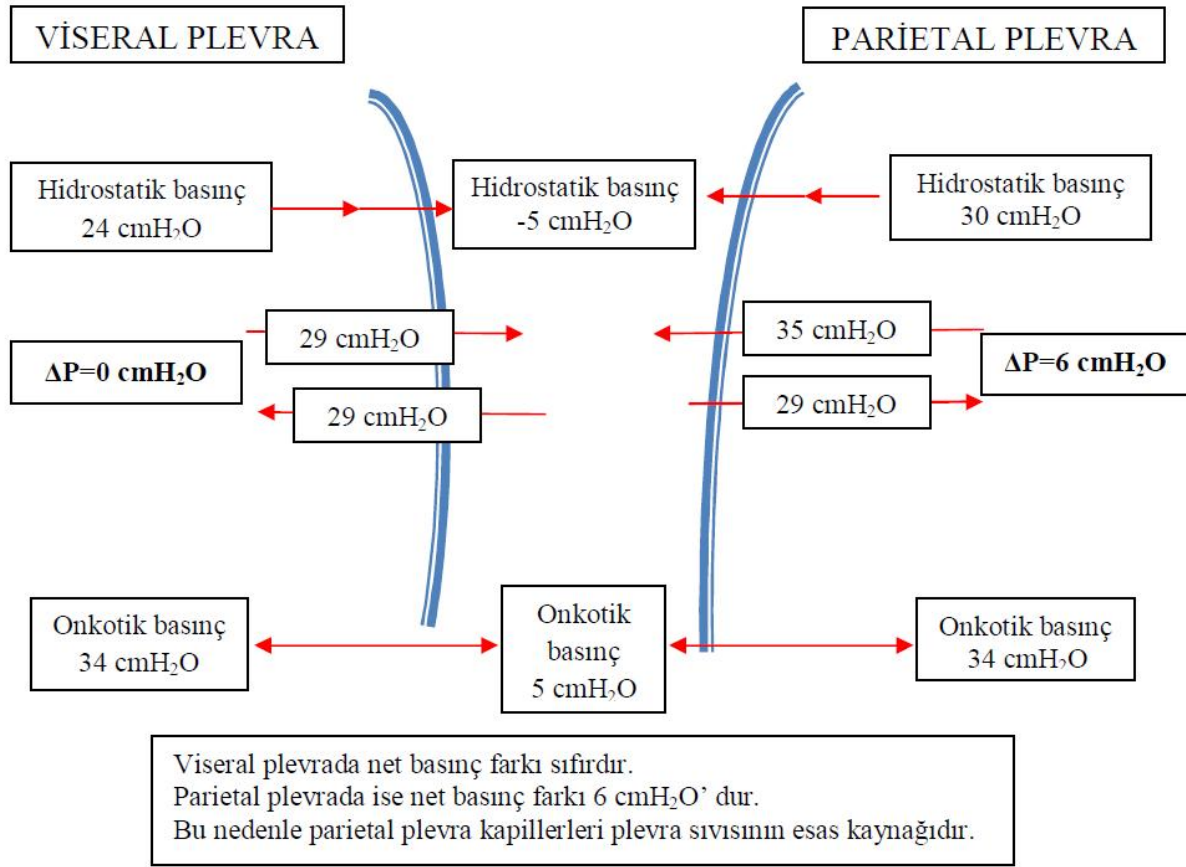 VİSERAL PLEVRA
PARİETAL PLEVRA
Hidrostatik basınç
24 cmH₂O
Hidrostatik basınç
-5 cmH₂O
Hidrostatik basınç
30 cmH₂O
29 cmH₂O
35 cmH₂O
ΔP=0 cmH₂O
ΔP=6 cmH₂O
29 cmH₂O
29 cmH₂O
Onkotik basınç
34 cmH₂O
Onkotik
basınç
5 cmH₂O
Onkotik basınç
34 cmH₂O
Viseral plevrada net basınç farkı sıfırdır.
Parietal plevrada ise net basınç farkı 6 cmH₂O’ dur.
Bu nedenle parietal plevra kapillerleri plevra sıvısının esas kaynağıdır.